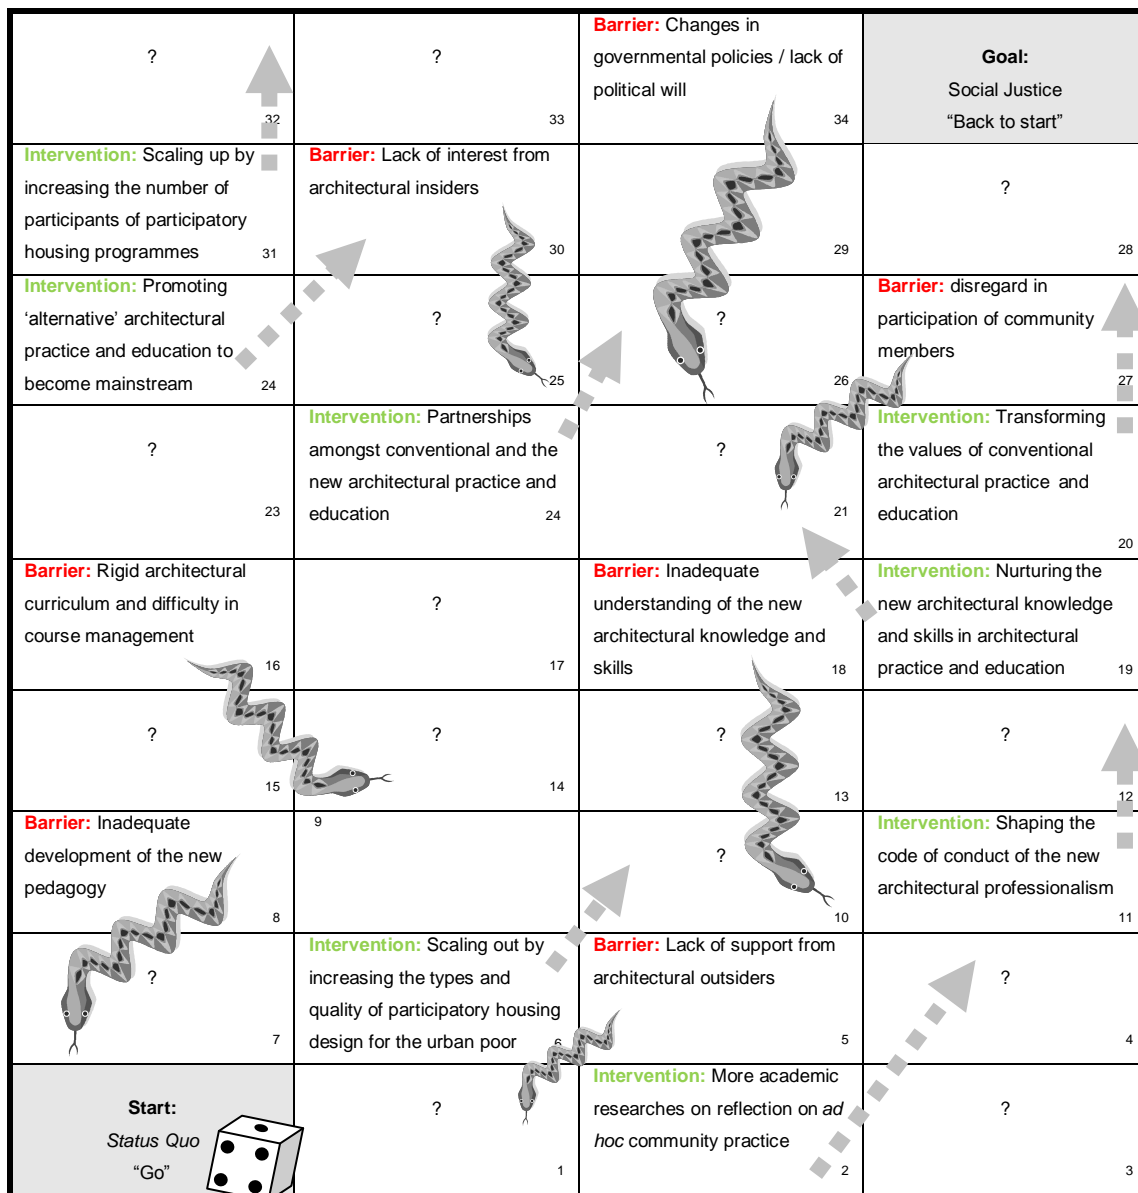 ?
32
?
33
Barrier: Changes in
governmental policies / lack of
political will
34
Goal:
Social Justice
“Back to start”
Intervention: Scaling up by
increasing the number of
participants of participatory
housing programmes
31
Barrier: Lack of interest from
architectural insiders
30
29
?
28
Intervention: Promoting
‘alternative’ architectural
practice and education to
become mainstream
24
?
25
?
26
Barrier: disregard in
participation of community
members
27
?
23
Intervention: Partnerships
amongst conventional and the
new architectural practice and
education
24
?
21
Intervention: Transforming
the values of conventional
architectural practice and
education
20
Barrier: Rigid architectural
curriculum and difficulty in
course management
16
?
17
Barrier: Inadequate
understanding of the new
architectural knowledge and
skills
18
Intervention: Nurturing the
new architectural knowledge
and skills in architectural
practice and education
19
?
15
?
14
?
13
?
12
Barrier: Inadequate
development of the new
pedagogy
8
9
?
10
Intervention: Shaping the
code of conduct of the new
architectural professionalism
11
?
7
Intervention: Scaling out by
increasing the types and
quality of participatory housing
design for the urban poor
6
Barrier: Lack of support from
architectural outsiders
5
?
4
Start:
Status Quo
“Go”
?
1
Intervention: More academic
researches on reflection on ad
hoc community practice
2
?
3